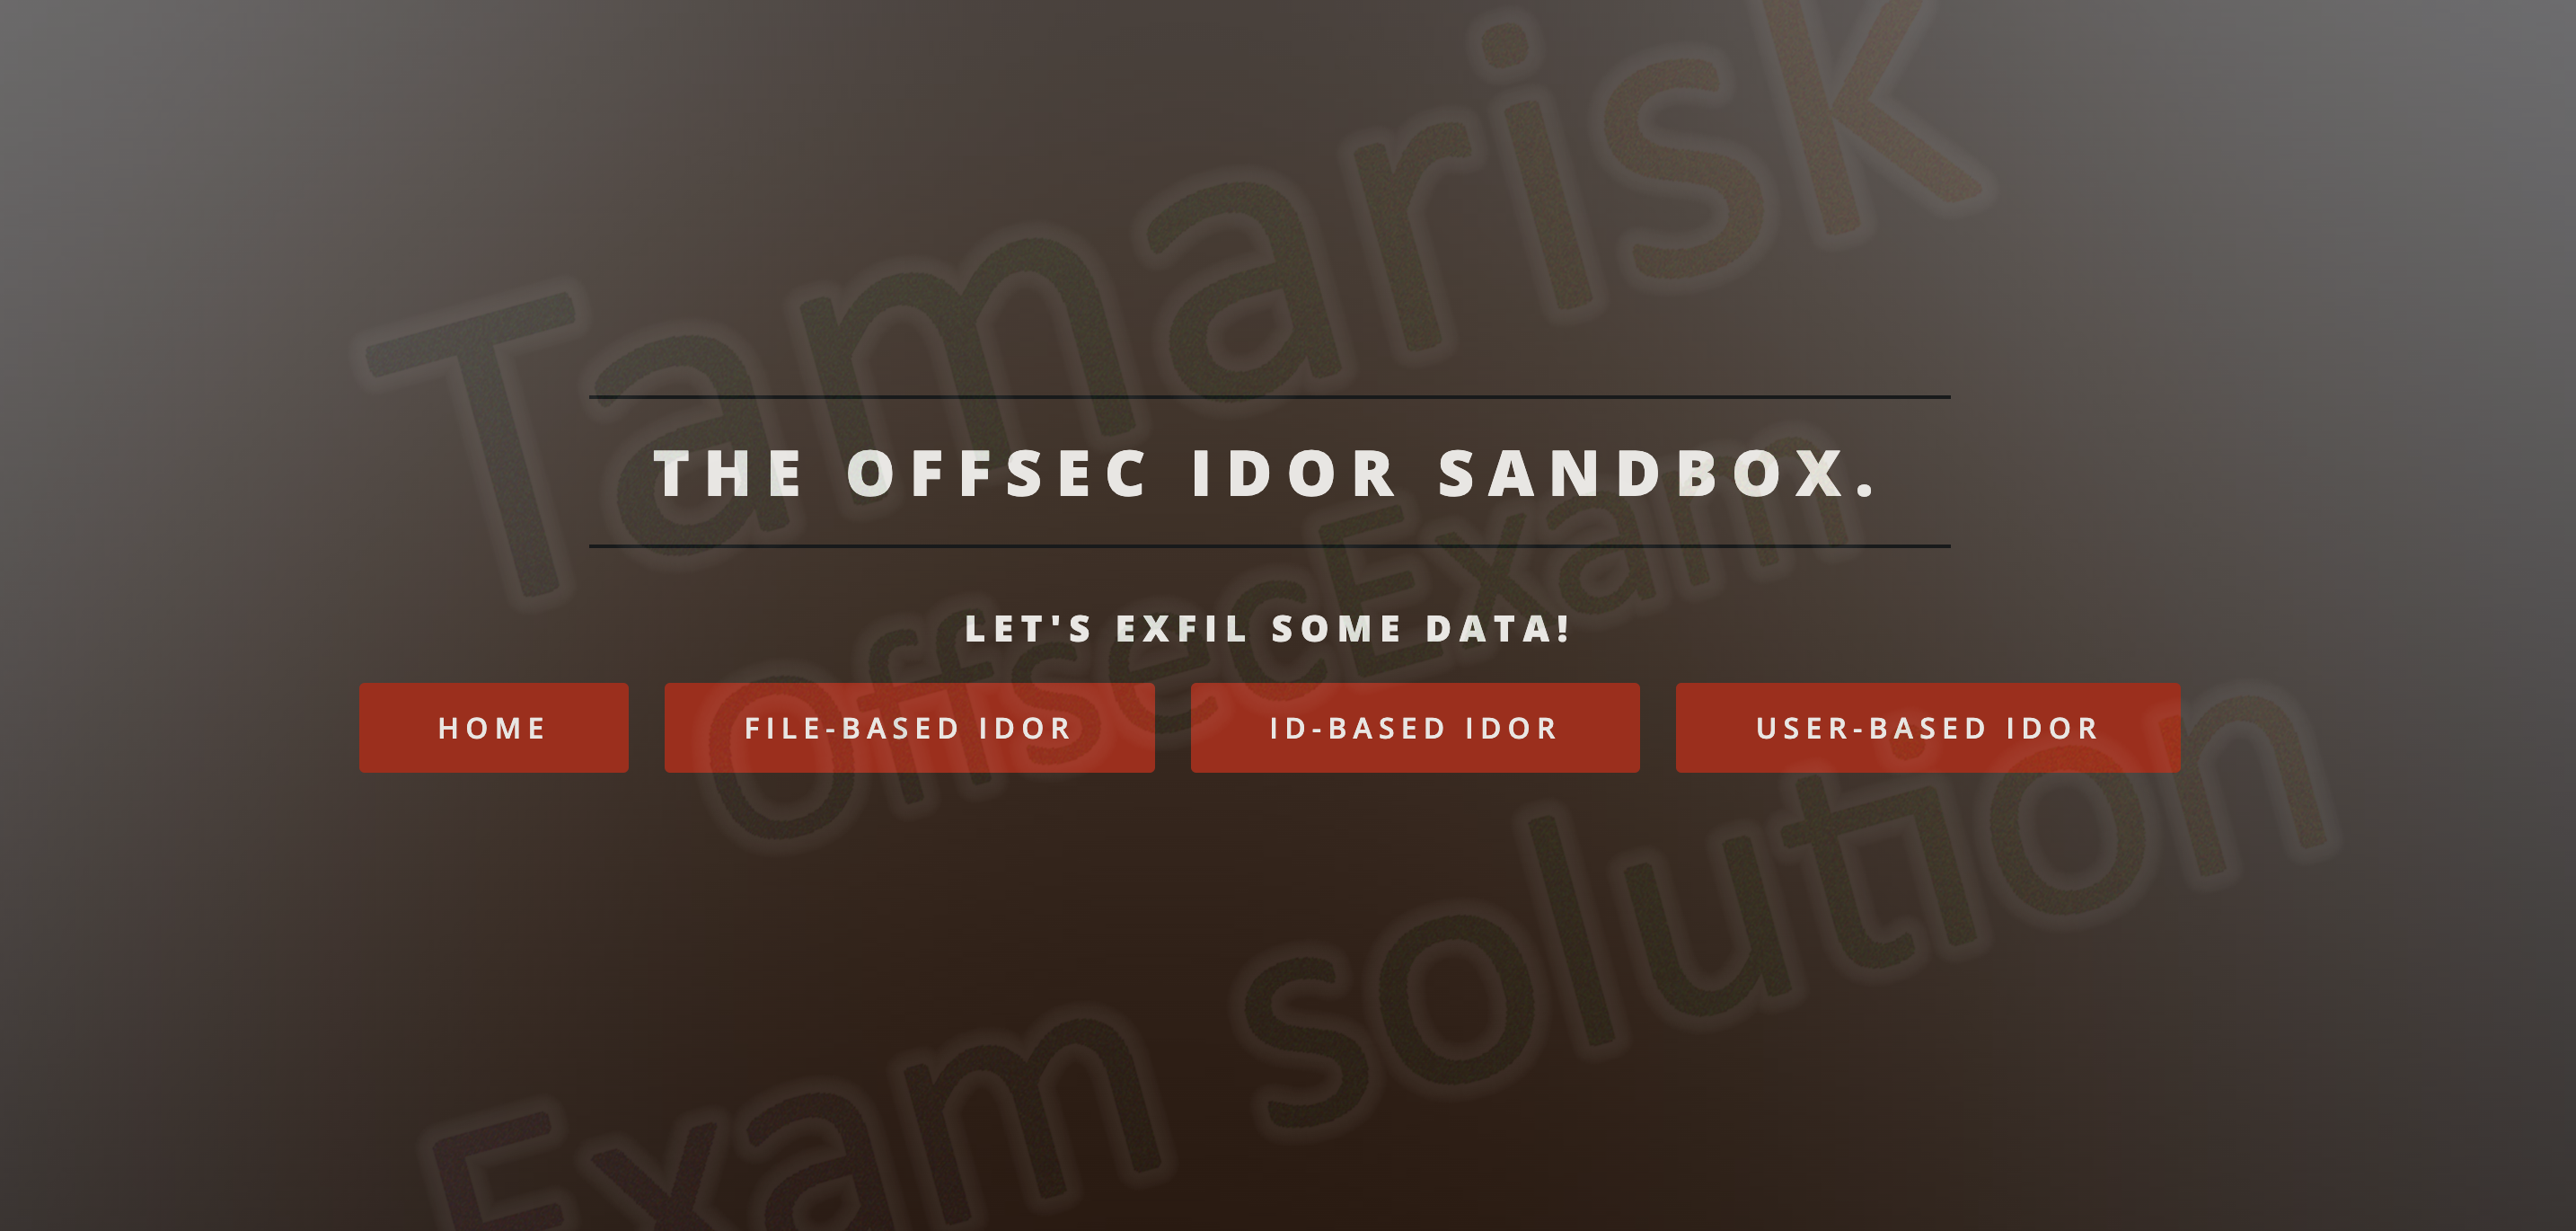 Tamarisk
THE OFFSEC IDOR SANDBOX.
OffsecExam
LET'S EXFIL SOME DATA!
HOME
FILE-BASED IDOR
ID-BASED IDOR
USER-BASED IDOR
Exam solution